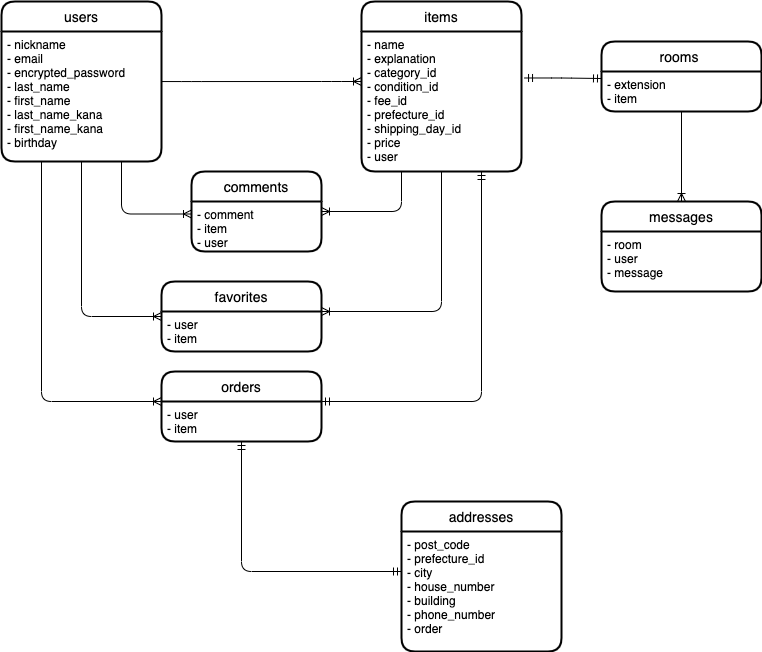 users
- nickname
- email
- encrypted_password
- last_name
- first_name
- last_name_kana
- first_name_kana
- birthday
items
- name
- explanation
- category_id
- condition_id
- fee_id
- prefecture_id
- shipping_day_id
- price
- user
rooms
- extension
- item
comments
- comment
- item
- user
messages
- room
- user
- message
favorites
- user
- item
orders
- user
- item
addresses
- post_code
- prefecture_id
- city
- house_number
- building
- phone_number
- order